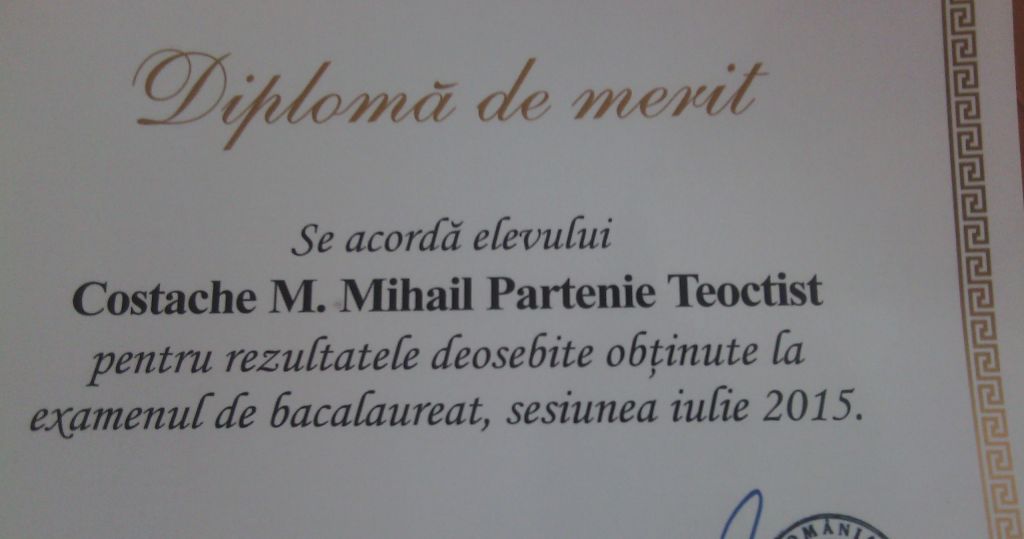 Diplomă de merit
Se acordă elevului
Costache M. Mihail Partenie Teoctist
pentru rezultatele deosebite obținute la
examenul de bacalaureat, sesiunea iulie 2015.
ROMÂNIA